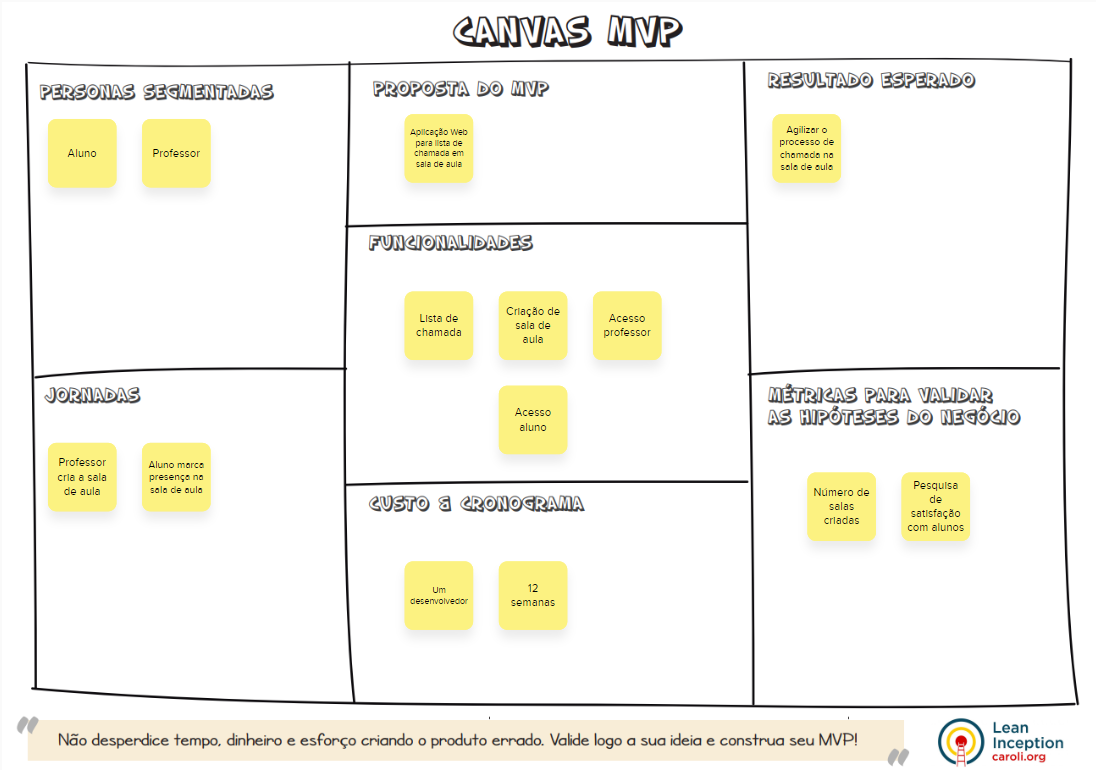 CANVAS MVP
PERSONAS SEGMENTADAS
Aluno
Professor
PROPOSTA DO MVP
Aplicação Web
para lista de
chamada em
sala de aula
RESULTADO ESPERADO
Agilizar o
processo de
chamada na
sala de aula
FUNCIONALIDADES
Lista de
chamada
Criação de
sala de
aula
Acesso
professor
Acesso
aluno
JORNADAS
Professor
cria a sala
de aula
Aluno marca
presença na
sala de aula
MÉTRICAS PARA VALIDAR
AS HIPÓTESES DO NEGÓCIO
Número de
salas
criadas
Pesquisa
de
satisfação
com alunos
CUSTO & CRONOGRAMA
Um
desenvolvedor
12
semanas
"Não desperdice tempo, dinheiro e esforço criando o produto errado. Valide logo a sua ideia e construa seu MVP!"
Lean
Inception
caroli.org